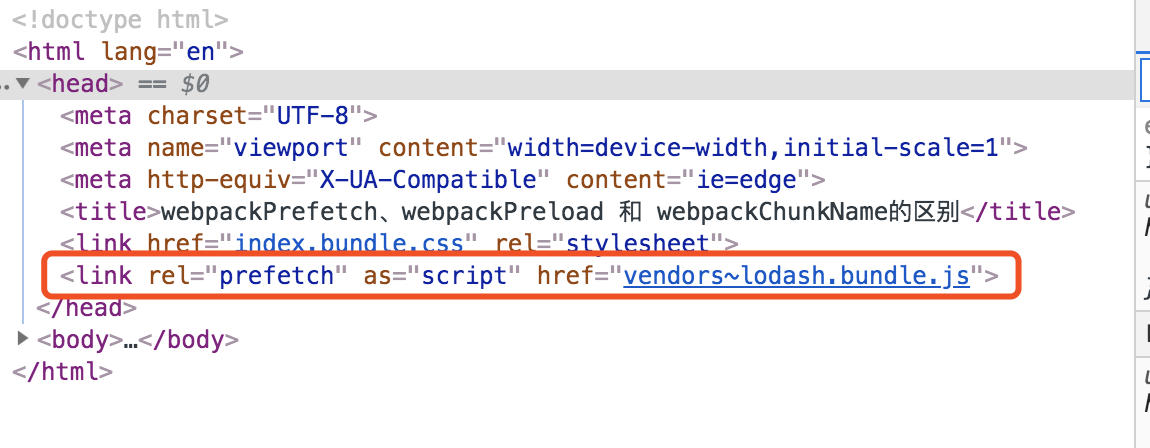 <!doctype html>
<html lang="en">
..▼<head> == $0
<meta charset="UTF-8">
<meta name="viewport" content="width=device-width,initial-scale=1">
<meta http-equiv="X-UA-Compatible" content="ie=edge">
<title>webpackPrefetch、webpackPreload 和 webpackChunkName的区别</title>
<link href="index.bundle.css" rel="stylesheet">
<link rel="prefetch" as="script" href="vendors~lodash.bundle.js">
</head>
▶<body>…</body>
</html>